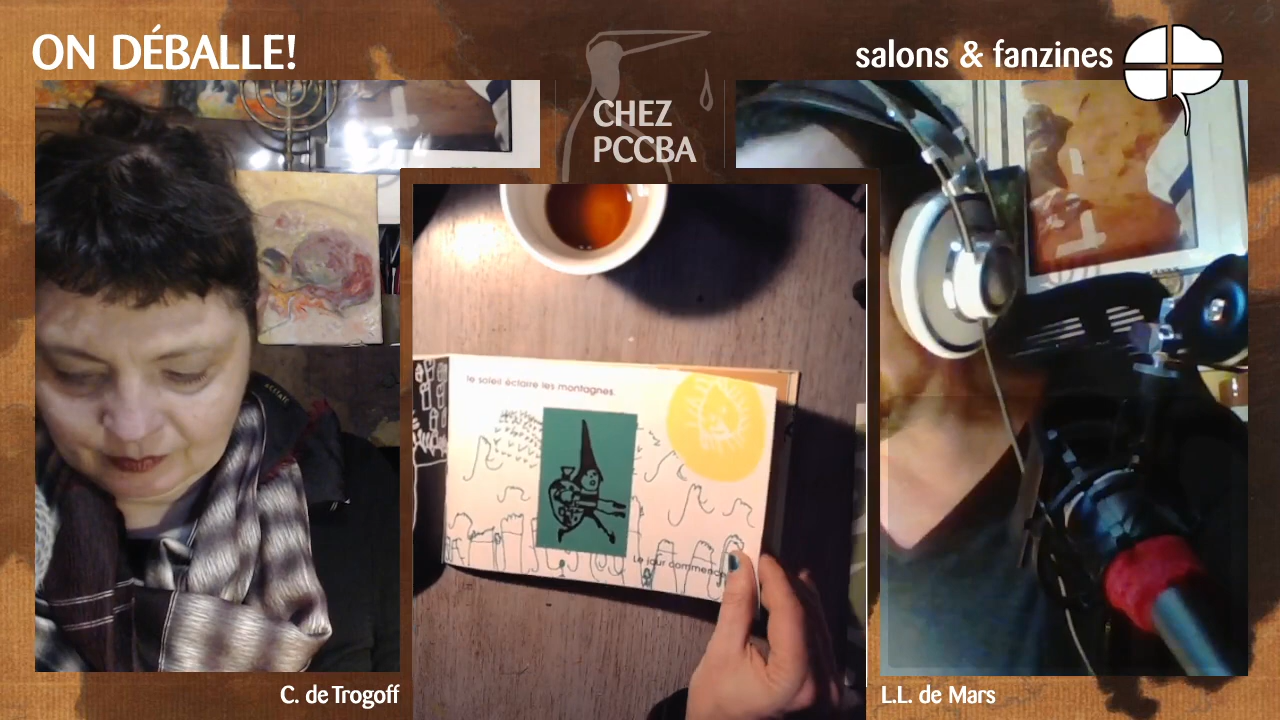 ON DÉBALLE!
salons & fanzines
CHEZ
PCCBA
le soleil éclaire les montagnes.
Le jour commence
C. de Trogoff
L.L. de Mars